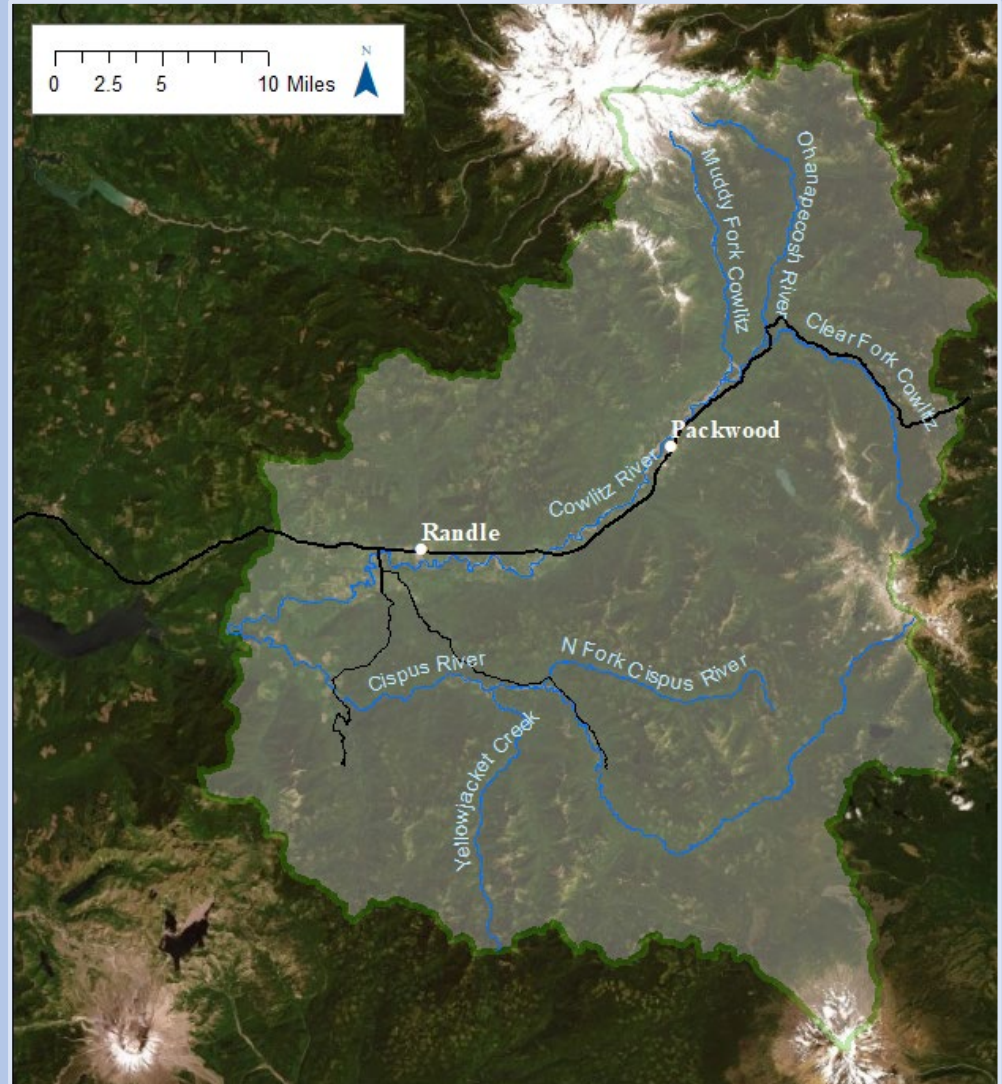 N
0 2.5 5 10 Miles
Muddy Fork Cowlitz
Ohanapecosh River
Clear Fork Cowlitz
Packwood
Cowlitz River
Randle
Cispus River
N Fork Cispus River
Yellowjacket Creek